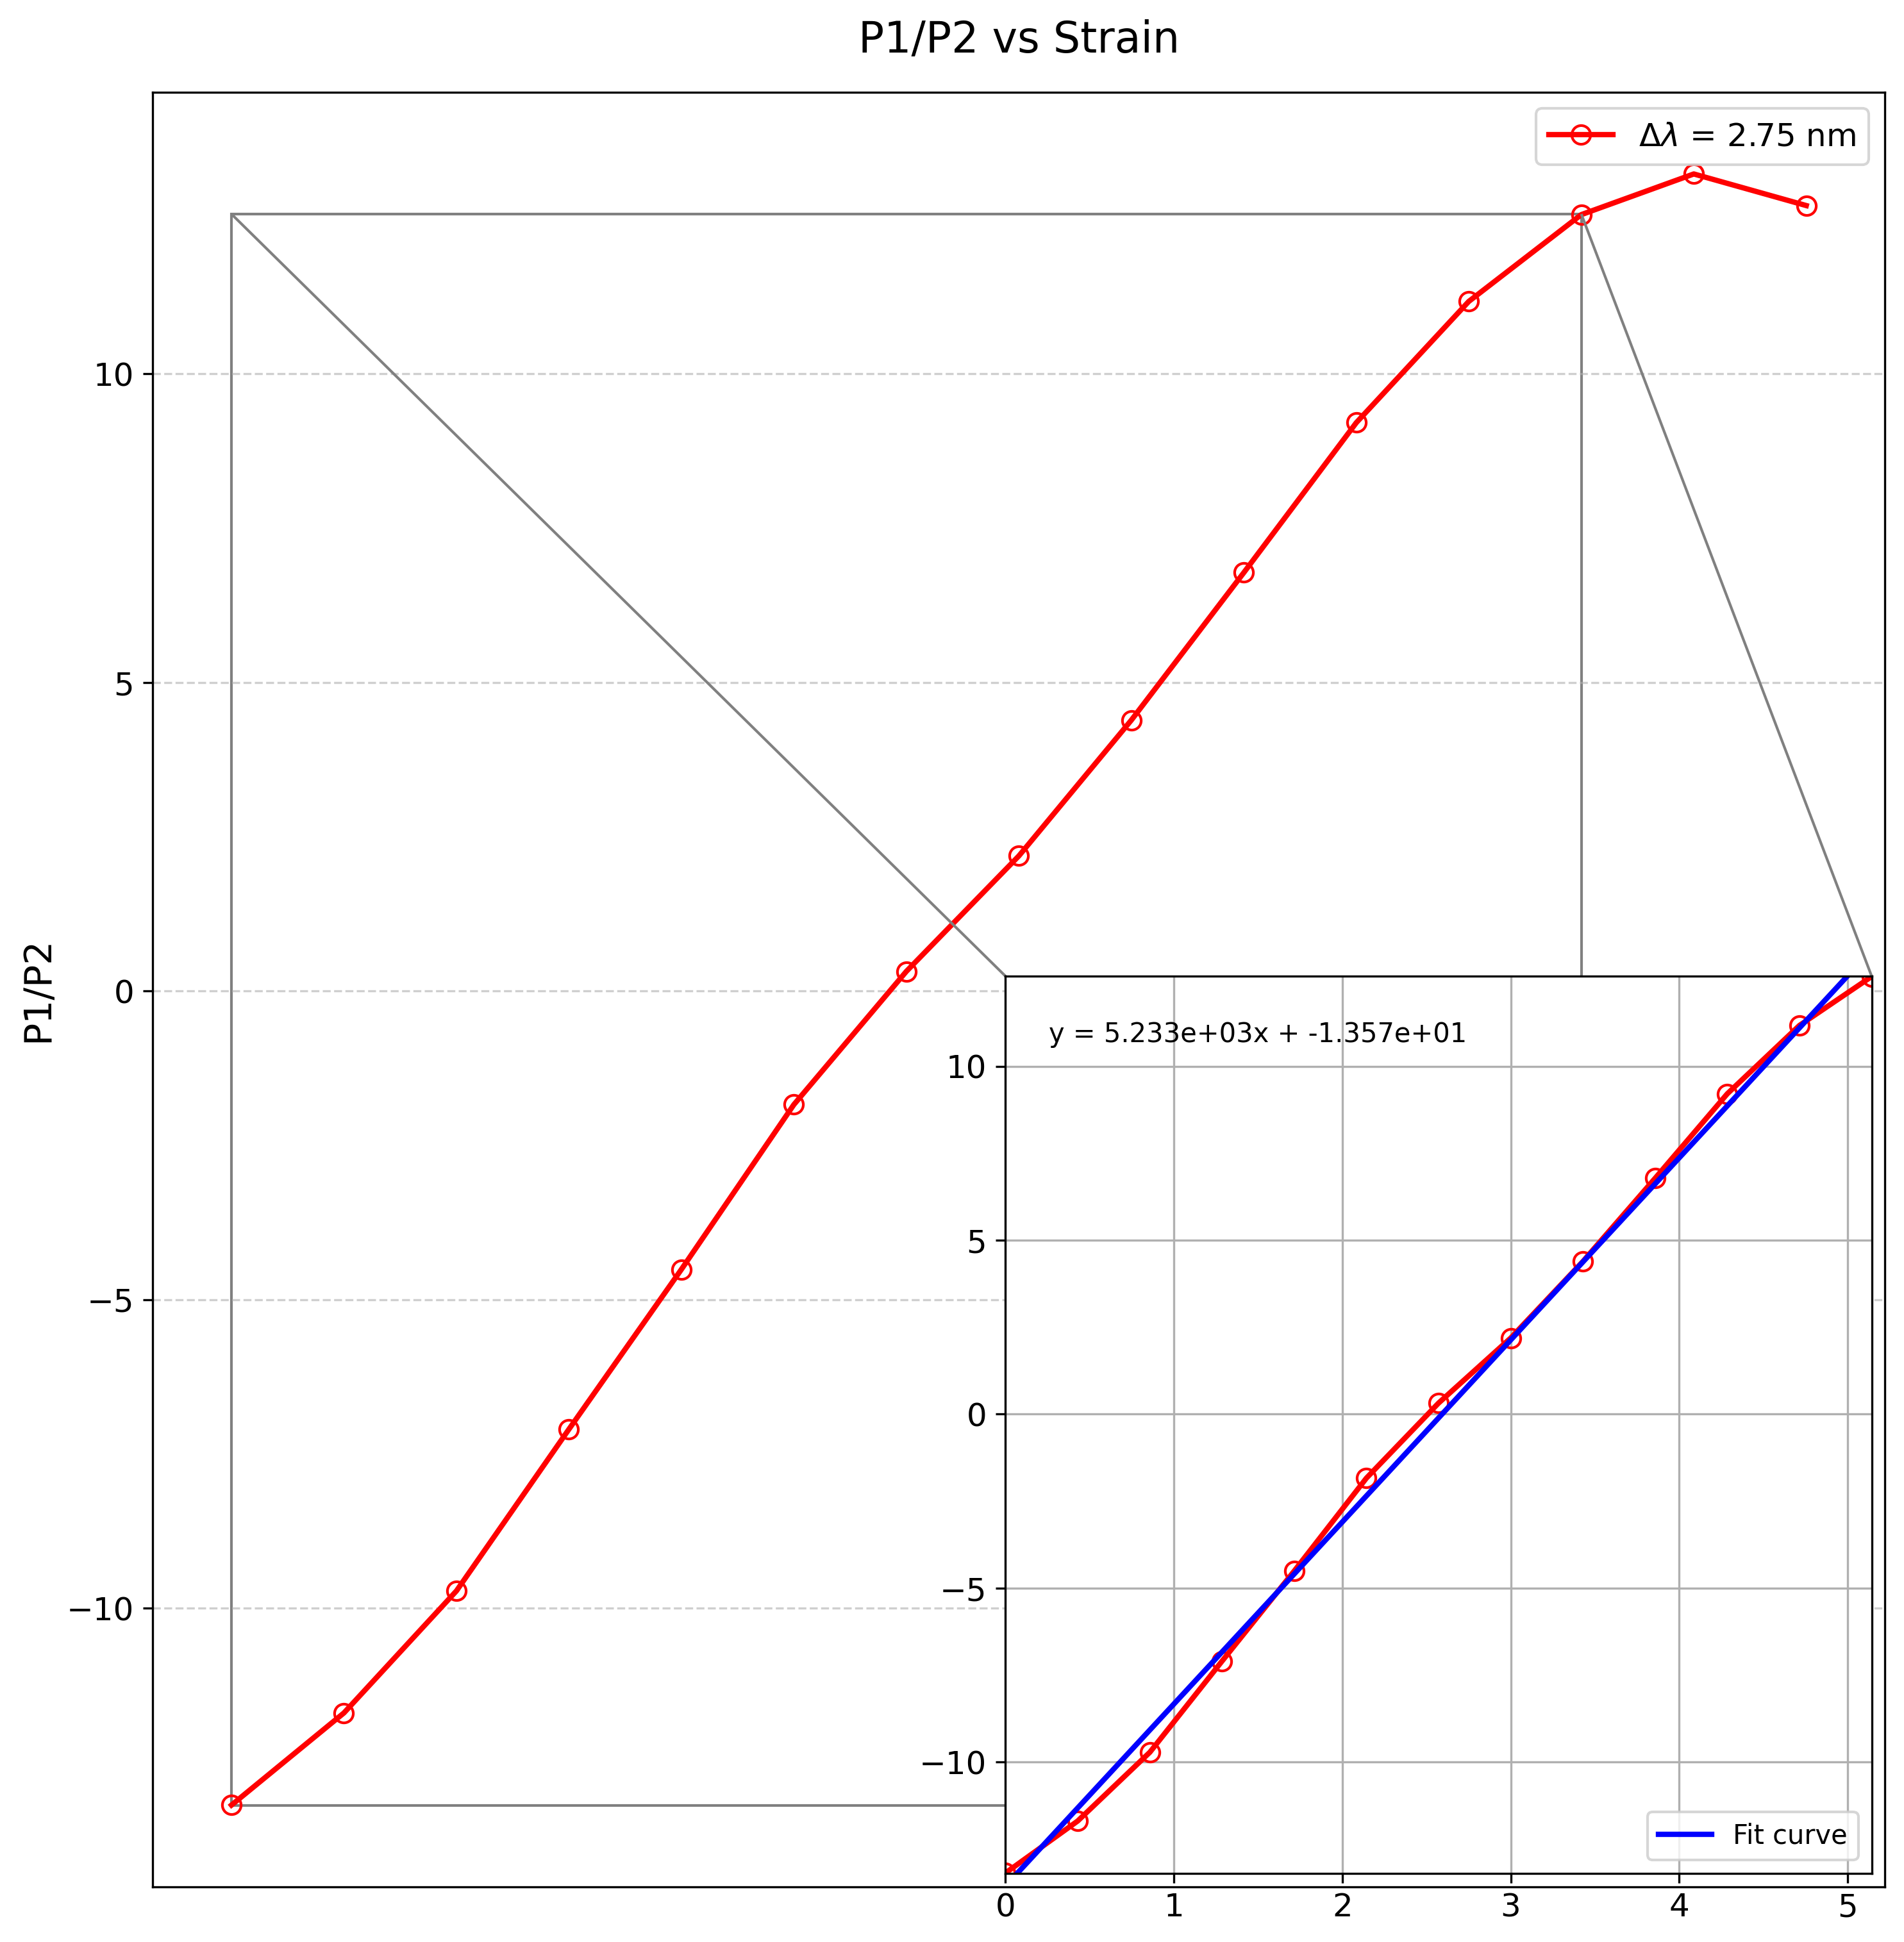 P1/P2 vs Strain
Δλ = 2.75 nm
P1/P2
10
5
0
−5
−10
y = 5.233e+03x + -1.357e+01
10
5
0
−5
−10
Fit curve
0 1 2 3 4 5